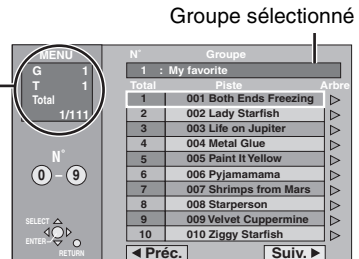 Groupe sélectionné
MENU
G 1
T 1
Total
1/111
N°
0 - 9
SELECT
ENTER
RETURN
N° Groupe
1 : My favorite
Total Piste Arbre
1 001 Both Ends Freezing
2 002 Lady Starfish
3 003 Life on Jupiter
4 004 Metal Glue
5 005 Paint It Yellow
6 006 Pyjamamama
7 007 Shrimps from Mars
8 008 Starperson
9 009 Velvet Cuppermine
10 010 Ziggy Starfish
Préc. Suiv.